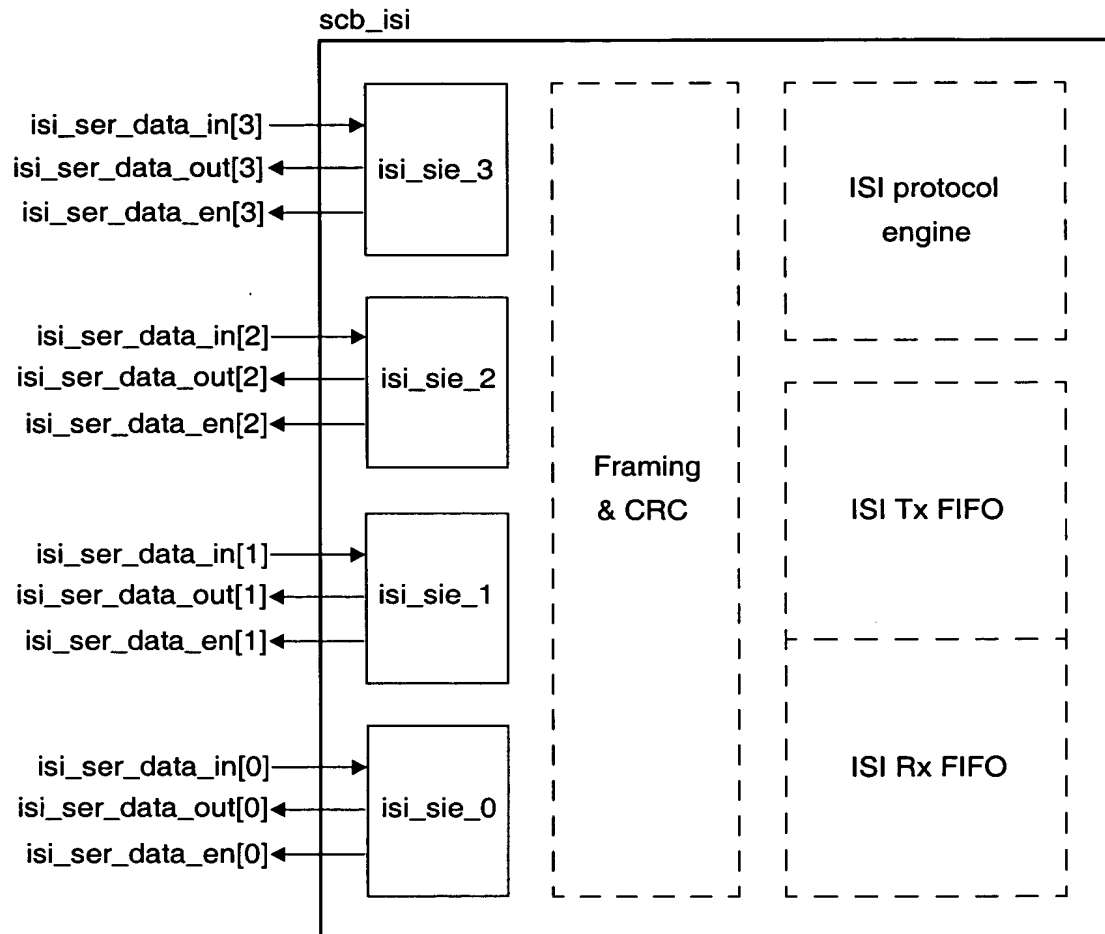 scb_isi
isi_ser_data_in[3]
isi_ser_data_out[3]
isi_ser_data_en[3]
isi_sie_3
isi_ser_data_in[2]
isi_ser_data_out[2]
isi_ser_data_en[2]
isi_sie_2
isi_ser_data_in[1]
isi_ser_data_out[1]
isi_ser_data_en[1]
isi_sie_1
isi_ser_data_in[0]
isi_ser_data_out[0]
isi_ser_data_en[0]
isi_sie_0
Framing
& CRC
ISI protocol
engine
ISI Tx FIFO
ISI Rx FIFO